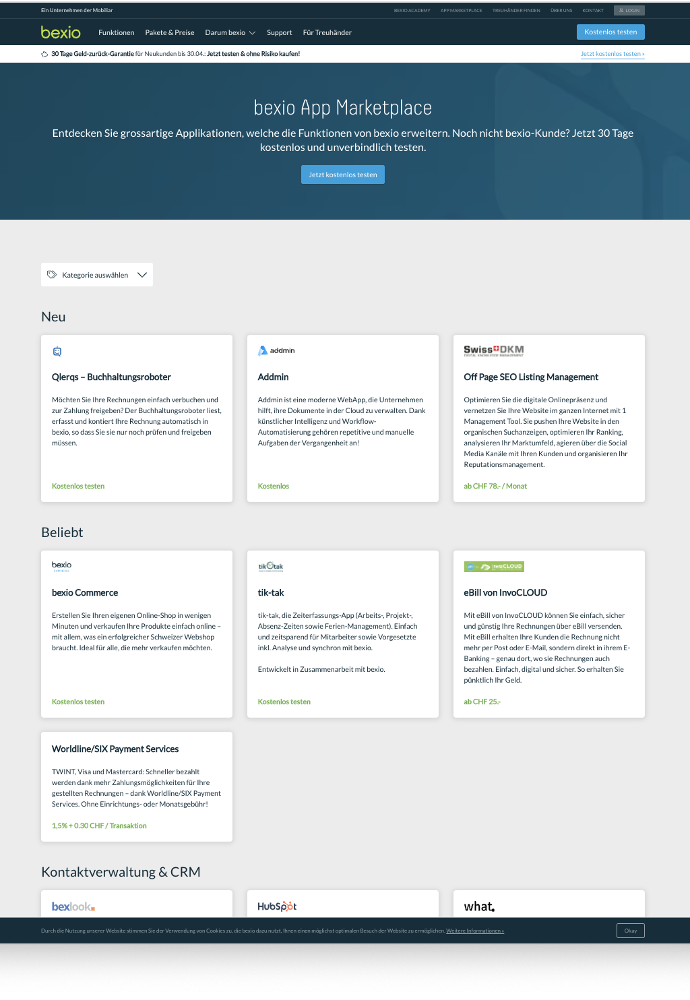 Ein Unternehmen der Mobiliar
BEXIO ACADEMY APP MARKETPLACE TREUHÄNDER FINDEN ÜBER UNS KONTAKT LOGIN
bexio Funktionen Pakete & Preise Darum bexio Support Für Treuhänder Kostenlos testen
30 Tage Geld-zurück-Garantie für Neukunden bis 30.04.: Jetzt testen & ohne Risiko kaufen! Jetzt kostenlos testen »
bexio App Marketplace
Entdecken Sie grossartige Applikationen, welche die Funktionen von bexio erweitern. Noch nicht bexio-Kunde? Jetzt 30 Tage
kostenlos und unverbindlich testen.
Jetzt kostenlos testen
Kategorie auswählen
Neu
Qlerqs – Buchhaltungsroboter
Möchten Sie Ihre Rechnungen einfach verbuchen und
zur Zahlung freigeben? Der Buchhaltungsroboter liest,
erfasst und kontiert Ihre Rechnung automatisch in
bexio, so dass Sie sie nur noch prüfen und freigeben
müssen.
Kostenlos testen
addmin
Addmin
Addmin ist eine moderne WebApp, die Unternehmen
hilft, ihre Dokumente in der Cloud zu verwalten. Dank
künstlicher Intelligenz und Workflow-
Automatisierung gehören repetitive und manuelle
Aufgaben der Vergangenheit an!
Kostenlos
Swiss DKM
DIGITAL KNOWLEDGE MANAGEMENT
Off Page SEO Listing Management
Optimieren Sie die digitale Onlinepräsenz und
vernetzen Sie Ihre Website im ganzen Internet mit 1
Management Tool. Sie pushen Ihre Website in den
organischen Suchanzeigen, optimieren Ihr Ranking,
analysieren Ihr Marktumfeld, agieren über die Social
Media Kanäle mit Ihren Kunden und organisieren Ihr
Reputationsmanagement.
ab CHF 78.- / Monat
Beliebt
bexio
COMMERCE
bexio Commerce
Erstellen Sie Ihren eigenen Online-Shop in wenigen
Minuten und verkaufen Ihre Produkte einfach online –
mit allem, was ein erfolgreicher Schweizer Webshop
braucht. Ideal für alle, die mehr verkaufen möchten.
Kostenlos testen
tik tak
tik-tak
tik-tak, die Zeiterfassungs-App (Arbeits-, Projekt-,
Absenz-Zeiten sowie Ferien-Management). Einfach
und zeitsparend für Mitarbeiter sowie Vorgesetzte
inkl. Analyse und synchron mit bexio.
Entwickelt in Zusammenarbeit mit bexio.
Kostenlos testen
invoCLOUD
eBill von InvoCLOUD
Mit eBill von InvoCLOUD können Sie einfach, sicher
und günstig Ihre Rechnungen über eBill versenden.
Mit eBill erhalten Ihre Kunden die Rechnung nicht
mehr per Post oder E-Mail, sondern direkt in ihrem E-
Banking – genau dort, wo sie Rechnungen auch
bezahlen. Einfach, digital und sicher. So erhalten Sie
pünktlich Ihr Geld.
ab CHF 25.-
Worldline/SIX Payment Services
TWINT, Visa und Mastercard: Schneller bezahlt
werden dank mehr Zahlungsmöglichkeiten für Ihre
gestellten Rechnungen – dank Worldline/SIX Payment
Services. Ohne Einrichtungs- oder Monatsgebühr!
1,5% + 0.30 CHF / Transaktion
Kontaktverwaltung & CRM
bexlook
HubSpot
what.
Durch die Nutzung unserer Website stimmen Sie der Verwendung von Cookies zu, die bexio dazu nutzt, Ihnen einen möglichst optimalen Besuch der Website zu ermöglichen. Weitere Informationen » Okay